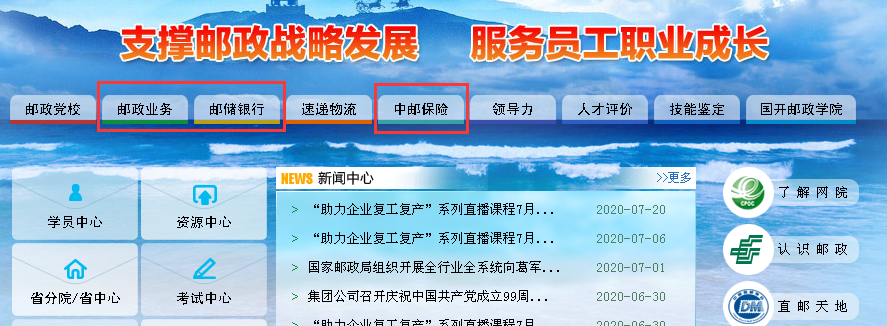 支撑邮政战略发展 服务员工职业成长
邮政党校 邮政业务 邮储银行 速递物流 中邮保险 领导力 人才评价 技能鉴定 国开邮政学院
NEWS 新闻中心 >>更多
学员中心 资源中心
省分院/省中心 考试中心
> “助力企业复工复产”系列直播课程7月... 2020-07-20
> “助力企业复工复产”系列直播课程7月... 2020-07-06
> 国家邮政局组织开展全行业全系统向葛军... 2020-07-01
> 集团公司召开庆祝中国共产党成立99周... 2020-06-30
> “助力企业复工复产”系列直播课程7月... 2020-06-30
CPOC 了解网院
认识邮政
DM 直邮天地